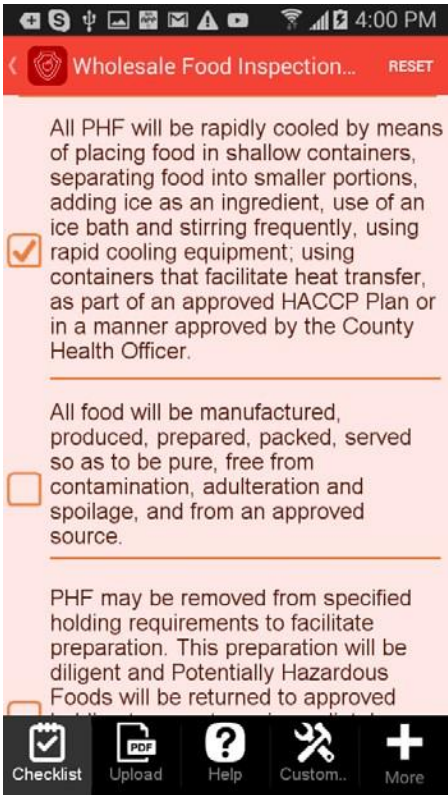 4:00 PM
Wholesale Food Inspection...
RESET
All PHF will be rapidly cooled by means
of placing food in shallow containers,
separating food into smaller portions,
adding ice as an ingredient, use of an
ice bath and stirring frequently, using
rapid cooling equipment; using
containers that facilitate heat transfer,
as part of an approved HACCP Plan or
in a manner approved by the County
Health Officer.
All food will be manufactured,
produced, prepared, packed, served
so as to be pure, free from
contamination, adulteration and
spoilage, and from an approved
source.
PHF may be removed from specified
holding requirements to facilitate
preparation. This preparation will be
diligent and Potentially Hazardous
Foods will be returned to approved
PDF
Checklist
Upload
Help
Custom..
More